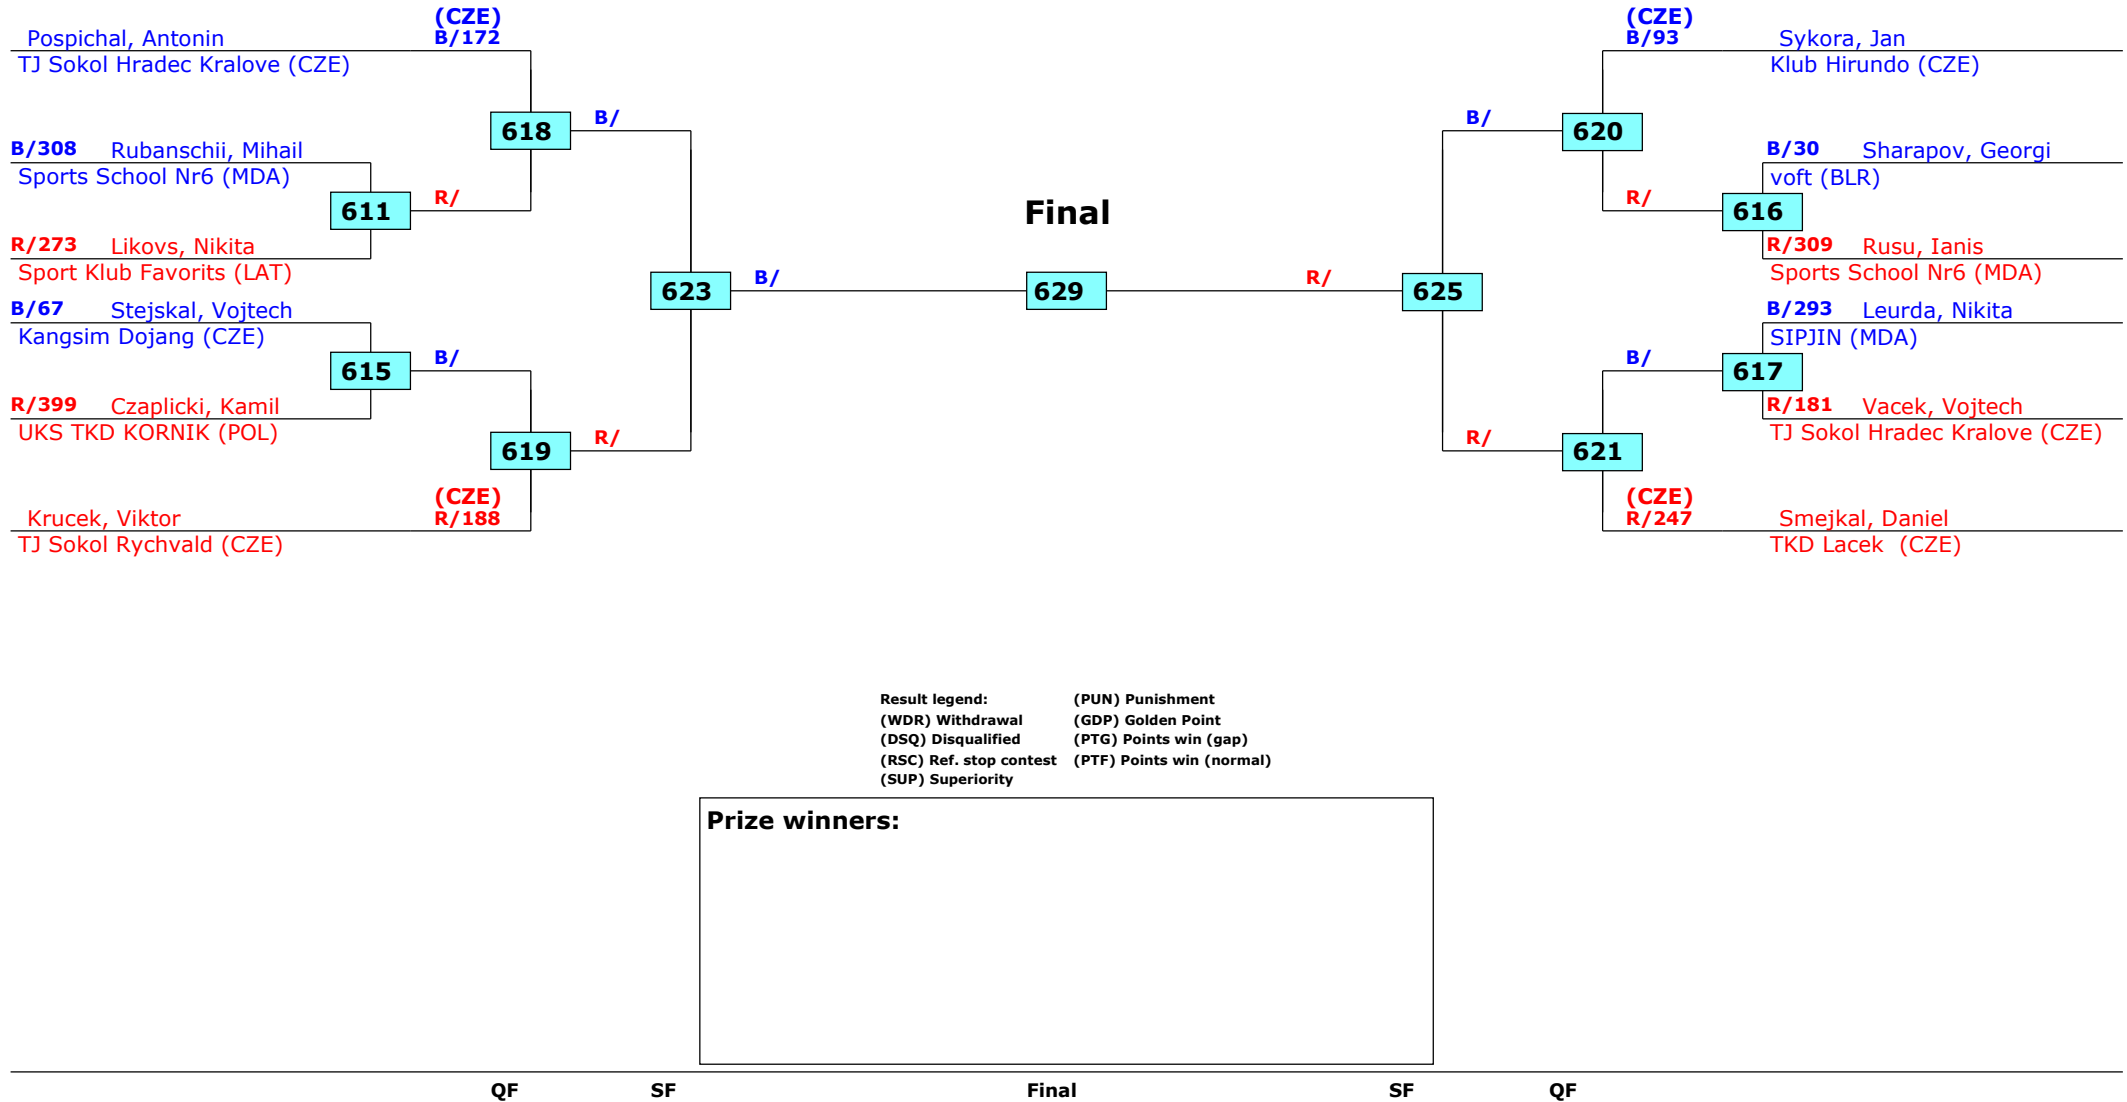 (CZE)
Pospichal, Antonin B/172
TJ Sokol Hradec Kralove (CZE)
618 B/
B/308 Rubanschii, Mihail
Sports School Nr6 (MDA)
611 R/
R/273 Likovs, Nikita
Sport Klub Favorits (LAT)
623 B/
B/67 Stejskal, Vojtech
Kangsim Dojang (CZE)
615 B/
R/399 Czaplicki, Kamil
UKS TKD KORNIK (POL)
619 R/
(CZE)
Krucek, Viktor R/188
TJ Sokol Rychvald (CZE)
Final
629
(CZE)
B/93 Sykora, Jan
Klub Hirundo (CZE)
B/ 620
B/30 Sharapov, Georgi
voft (BLR)
R/ 616
R/309 Rusu, Ianis
Sports School Nr6 (MDA)
R/ 625
B/293 Leurda, Nikita
SIPJIN (MDA)
B/ 617
R/181 Vacek, Vojtech
TJ Sokol Hradec Kralove (CZE)
R/ 621
(CZE)
R/247 Smejkal, Daniel
TKD Lacek (CZE)
Result legend: (PUN) Punishment
(WDR) Withdrawal (GDP) Golden Point
(DSQ) Disqualified (PTG) Points win (gap)
(RSC) Ref. stop contest (PTF) Points win (normal)
(SUP) Superiority
Prize winners:
QF SF Final SF QF